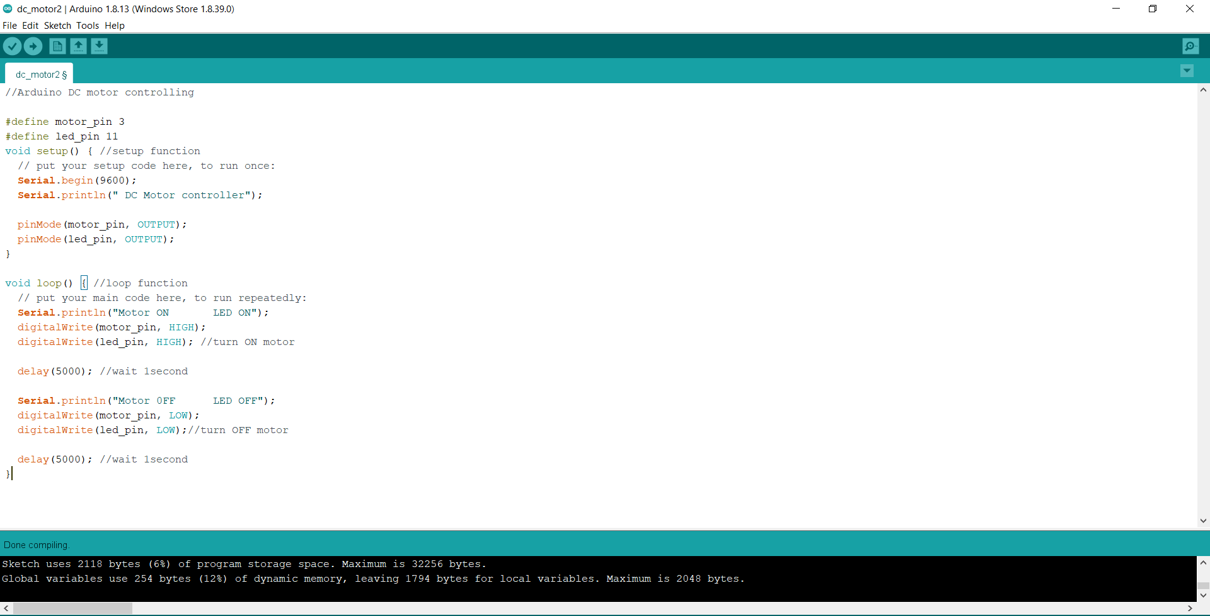 dc_motor2 | Arduino 1.8.13 (Windows Store 1.8.39.0)
File Edit Sketch Tools Help
dc_motor2 §
//Arduino DC motor controlling
#define motor_pin 3
#define led_pin 11
void setup() { //setup function
// put your setup code here, to run once:
Serial.begin(9600);
Serial.println(" DC Motor controller");
pinMode(motor_pin, OUTPUT);
pinMode(led_pin, OUTPUT);
}
void loop() { //loop function
// put your main code here, to run repeatedly:
Serial.println("Motor ON      LED ON");
digitalWrite(motor_pin, HIGH);
digitalWrite(led_pin, HIGH); //turn ON motor
delay(5000); //wait 1second
Serial.println("Motor 0FF      LED OFF");
digitalWrite(motor_pin, LOW);
digitalWrite(led_pin, LOW);//turn OFF motor
delay(5000); //wait 1second
}
Done compiling.
Sketch uses 2118 bytes (6%) of program storage space. Maximum is 32256 bytes.
Global variables use 254 bytes (12%) of dynamic memory, leaving 1794 bytes for local variables. Maximum is 2048 bytes.